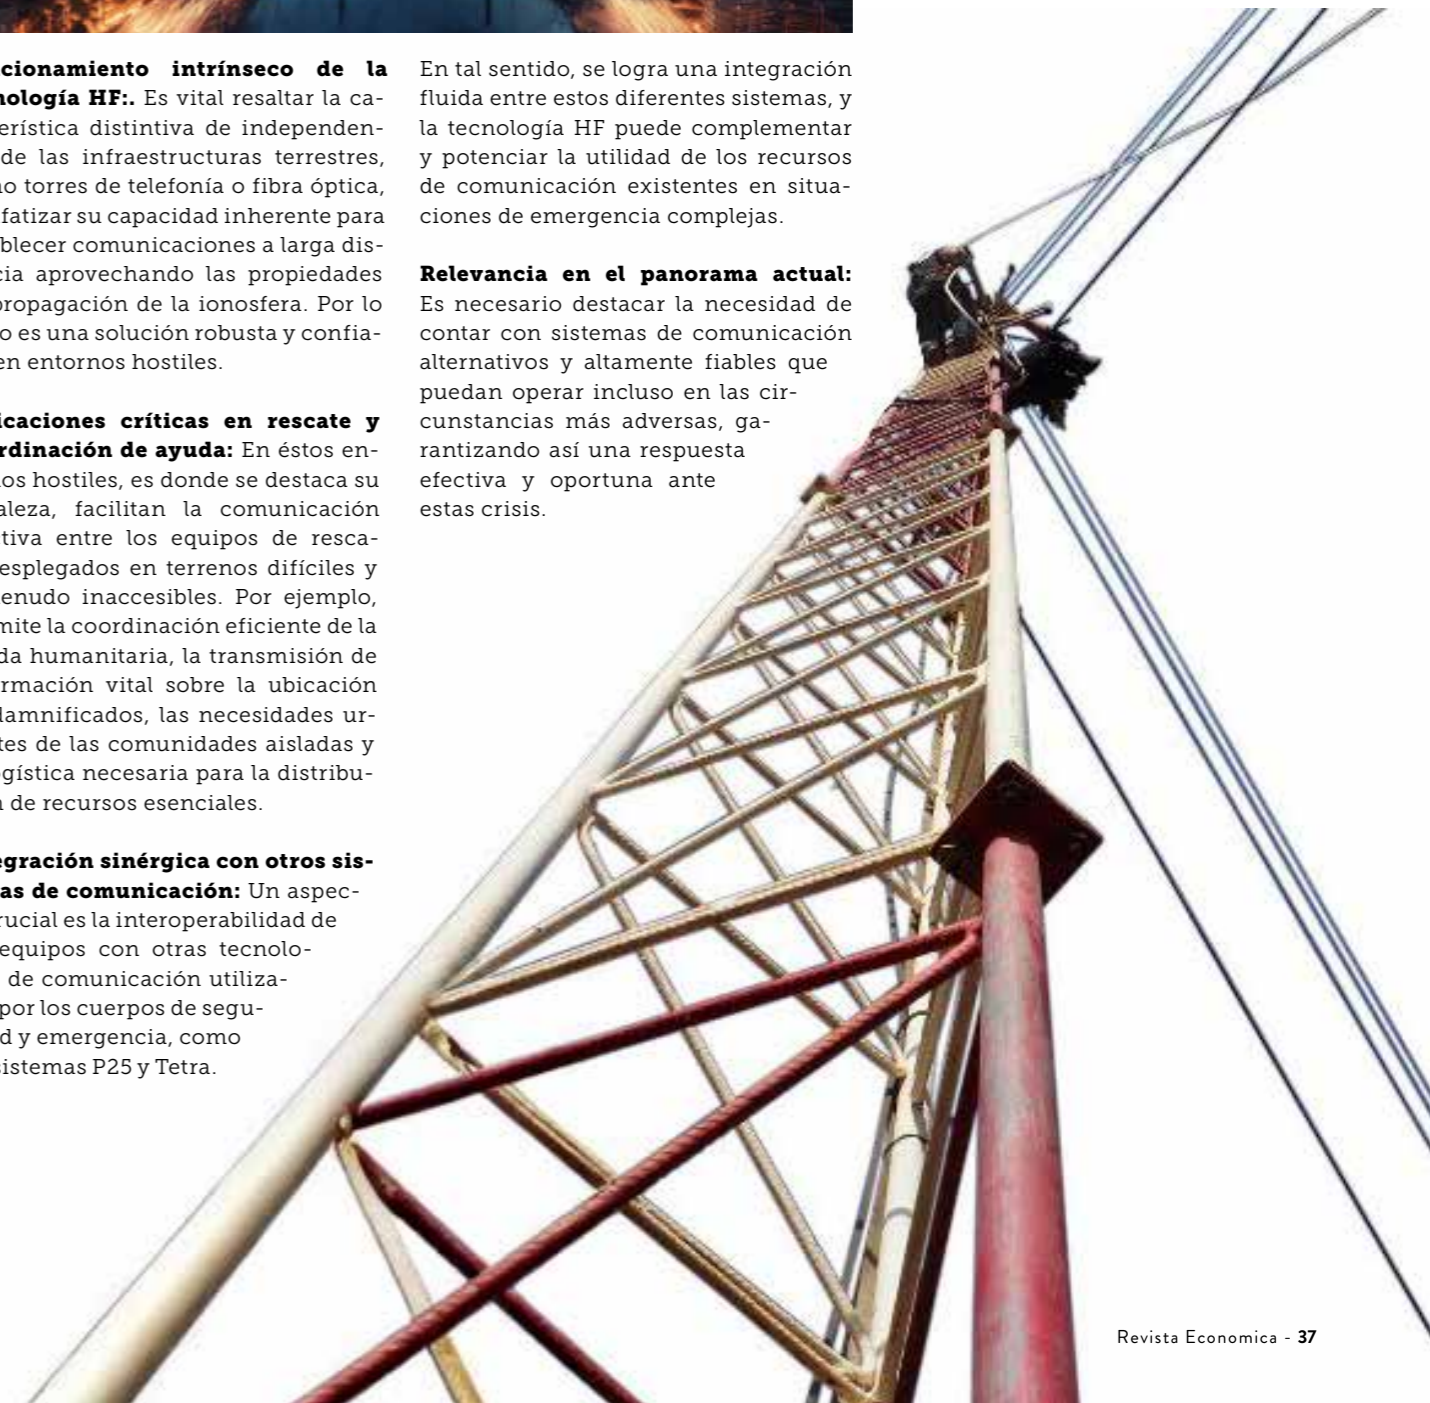 cionamiento intrínseco de la
nología HF:. Es vital resaltar la ca-
erística distintiva de independen-
de las infraestructuras terrestres,
o torres de telefonía o fibra óptica,
fatizar su capacidad inherente para
blecer comunicaciones a larga dis-
cia aprovechando las propiedades
propagación de la ionosfera. Por lo
o es una solución robusta y confia-
en entornos hostiles.
icaciones críticas en rescate y
rdinación de ayuda: En éstos en-
os hostiles, es donde se destaca su
aleza, facilitan la comunicación
tiva entre los equipos de resca-
esplegados en terrenos difíciles y
enudo inaccesibles. Por ejemplo,
mite la coordinación eficiente de la
da humanitaria, la transmisión de
rmación vital sobre la ubicación
damnificados, las necesidades ur-
tes de las comunidades aisladas y
ogística necesaria para la distribu-
n de recursos esenciales.
egración sinérgica con otros sis-
as de comunicación: Un aspec-
rucial es la interoperabilidad de
equipos con otras tecnolo-
de comunicación utiliza-
por los cuerpos de segu-
d y emergencia, como
sistemas P25 y Tetra.
En tal sentido, se logra una integración
fluida entre estos diferentes sistemas, y
la tecnología HF puede complementar
y potenciar la utilidad de los recursos
de comunicación existentes en situa-
ciones de emergencia complejas.
Relevancia en el panorama actual:
Es necesario destacar la necesidad de
contar con sistemas de comunicación
alternativos y altamente fiables que
puedan operar incluso en las cir-
cunstancias más adversas, ga-
rantizando así una respuesta
efectiva y oportuna ante
estas crisis.
Revista Economica - 37